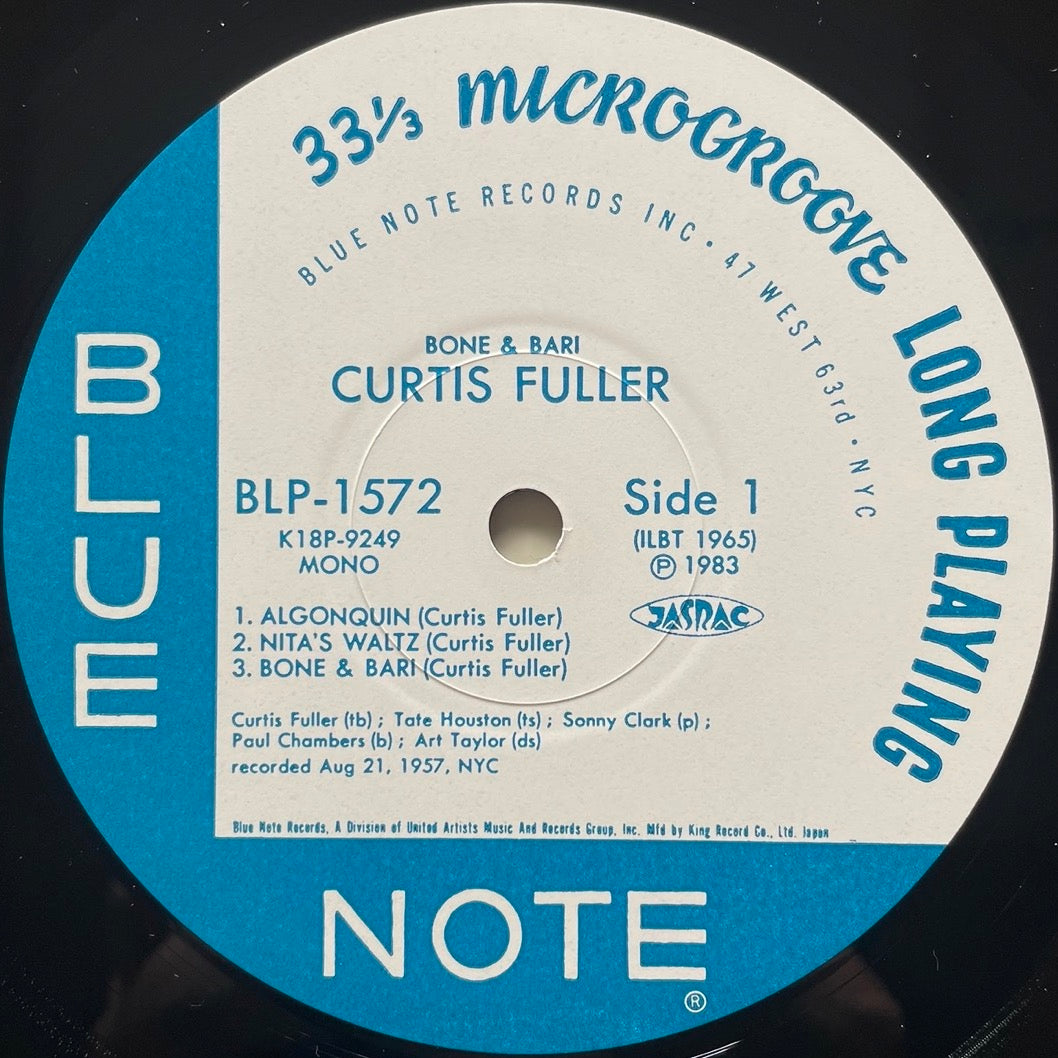 33⅓ MICROGROOVE LONG PLAYING
BLUE NOTE RECORDS INC • 47 WEST 63rd • NYC
BONE & BARI
CURTIS FULLER
BLP-1572
K18P-9249
MONO
Side 1
(ILBT 1965)
Ⓟ 1983
JASRAC
1. ALGONQUIN (Curtis Fuller)
2. NITA'S WALTZ (Curtis Fuller)
3. BONE & BARI (Curtis Fuller)
Curtis Fuller (tb) ; Tate Houston (ts) ; Sonny Clark (p) ;
Paul Chambers (b) ; Art Taylor (ds)
recorded Aug 21, 1957, NYC
Blue Note Records, A Division of United Artists Music And Records Group, Inc. Mfd by King Record Co., Ltd. Japan
BLUE
NOTE®